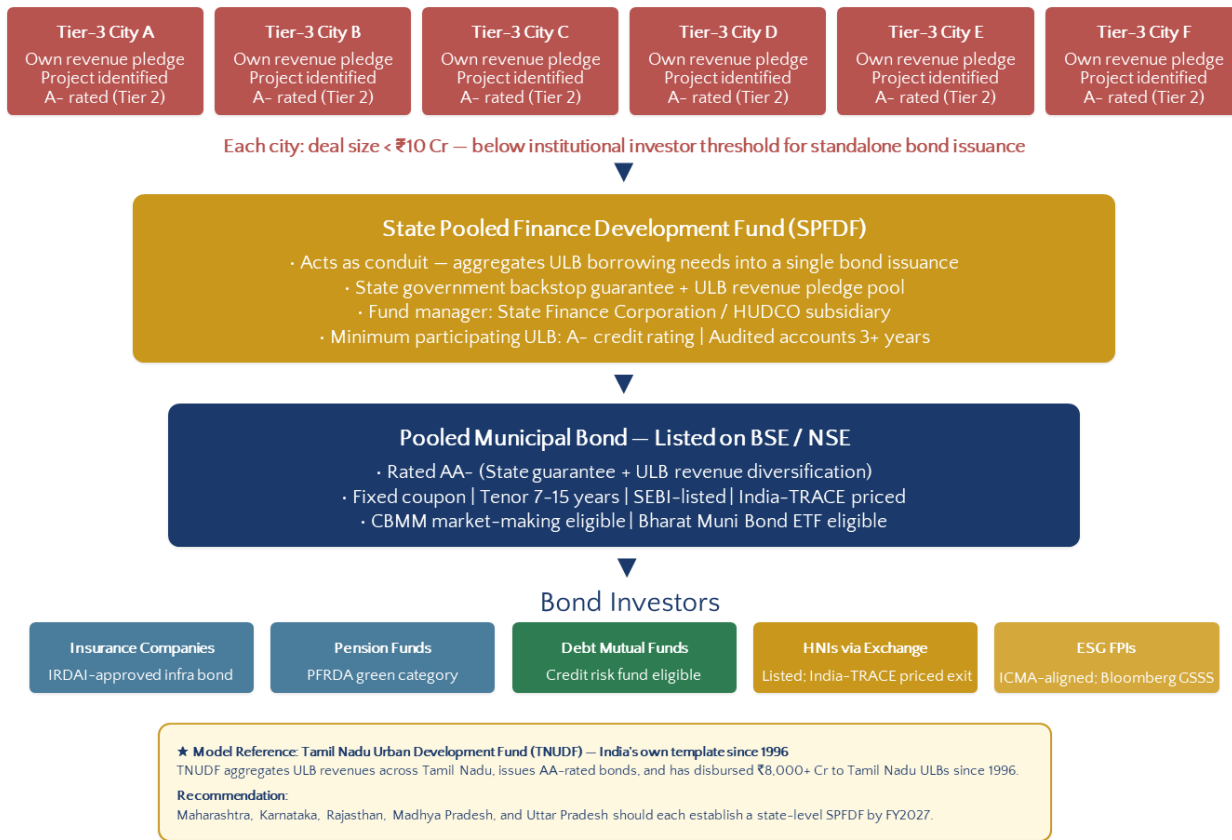 Tier-3 City A
Own revenue pledge
Project identified
A- rated (Tier 2)
Tier-3 City B
Own revenue pledge
Project identified
A- rated (Tier 2)
Tier-3 City C
Own revenue pledge
Project identified
A- rated (Tier 2)
Tier-3 City D
Own revenue pledge
Project identified
A- rated (Tier 2)
Tier-3 City E
Own revenue pledge
Project identified
A- rated (Tier 2)
Tier-3 City F
Own revenue pledge
Project identified
A- rated (Tier 2)
Each city: deal size < ₹10 Cr — below institutional investor threshold for standalone bond issuance
State Pooled Finance Development Fund (SPFDF)
• Acts as conduit — aggregates ULB borrowing needs into a single bond issuance
• State government backstop guarantee + ULB revenue pledge pool
• Fund manager: State Finance Corporation / HUDCO subsidiary
• Minimum participating ULB: A- credit rating | Audited accounts 3+ years
Pooled Municipal Bond — Listed on BSE / NSE
• Rated AA- (State guarantee + ULB revenue diversification)
• Fixed coupon | Tenor 7-15 years | SEBI-listed | India-TRACE priced
• CBMM market-making eligible | Bharat Muni Bond ETF eligible
Bond Investors
Insurance Companies
IRDAI-approved infra bond
Pension Funds
PFRDA green category
Debt Mutual Funds
Credit risk fund eligible
HNIs via Exchange
Listed; India-TRACE priced exit
ESG FPIs
ICMA-aligned; Bloomberg GSSS
★ Model Reference: Tamil Nadu Urban Development Fund (TNUDF) — India's own template since 1996
TNUDF aggregates ULB revenues across Tamil Nadu, issues AA-rated bonds, and has disbursed ₹8,000+ Cr to Tamil Nadu ULBs since 1996.
Recommendation:
Maharashtra, Karnataka, Rajasthan, Madhya Pradesh, and Uttar Pradesh should each establish a state-level SPFDF by FY2027.